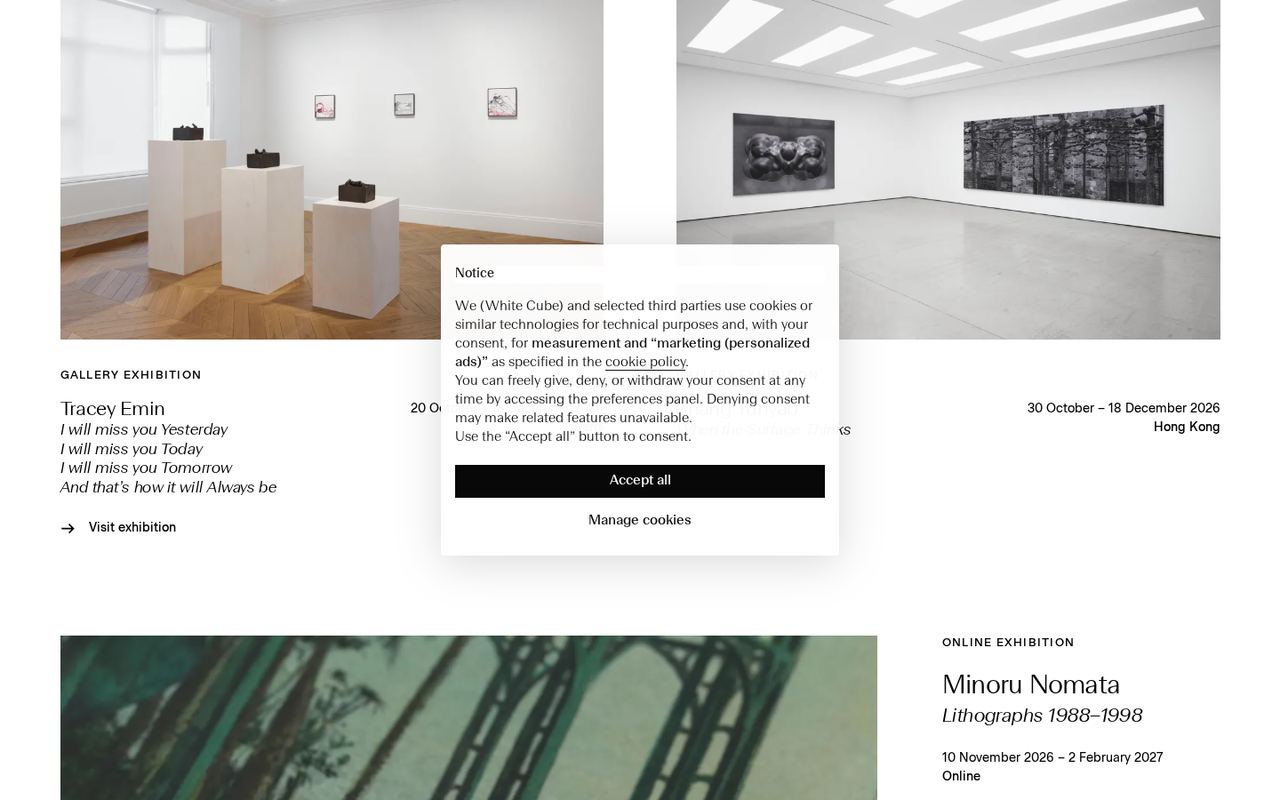 GALLERY EXHIBITION
Tracey Emin
I will miss you Yesterday
I will miss you Today
I will miss you Tomorrow
And that's how it will Always be
Visit exhibition
Notice
We (White Cube) and selected third parties use cookies or
similar technologies for technical purposes and, with your
consent, for measurement and “marketing (personalized
ads)” as specified in the cookie policy.
You can freely give, deny, or withdraw your consent at any
time by accessing the preferences panel. Denying consent
may make related features unavailable.
Use the “Accept all” button to consent.
Accept all
Manage cookies
30 October – 18 December 2026
Hong Kong
ONLINE EXHIBITION
Minoru Nomata
Lithographs 1988–1998
10 November 2026 – 2 February 2027
Online